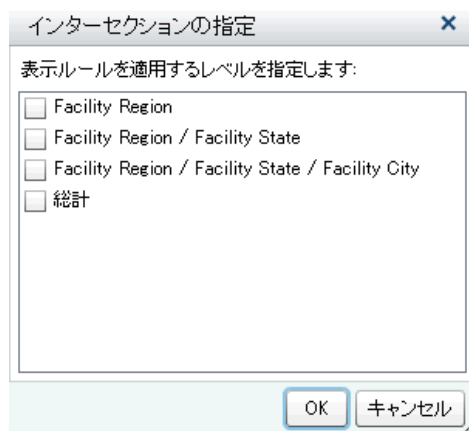 インターセクションの指定
表示ルールを適用するレベルを指定します:
Facility Region
Facility Region / Facility State
Facility Region / Facility State / Facility City
総計
OK キャンセル